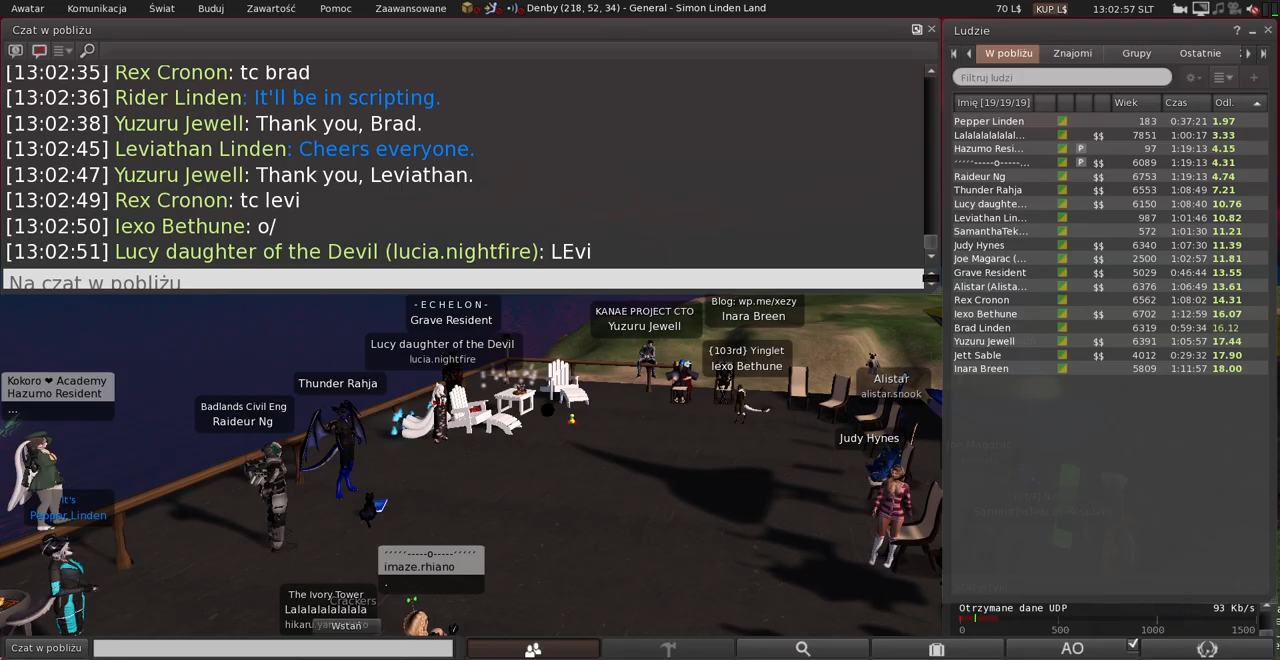 Awatar Komunikacja Świat Buduj Zawartość Pomoc Zaawansowane Denby (218, 52, 34) - General - Simon Linden Land 70 L$ KUP L$ 13:02:57 SLT
Czat w pobliżu
[13:02:35] Rex Cronon: tc brad
[13:02:36] Rider Linden: It'll be in scripting.
[13:02:38] Yuzuru Jewell: Thank you, Brad.
[13:02:45] Leviathan Linden: Cheers everyone.
[13:02:47] Yuzuru Jewell: Thank you, Leviathan.
[13:02:49] Rex Cronon: tc levi
[13:02:50] Iexo Bethune: o/
[13:02:51] Lucy daughter of the Devil (lucia.nightfire): LEvi
Na czat w pobliżu
- E C H E L O N -
Grave Resident
KANAE PROJECT CTO
Yuzuru Jewell
Blog: wp.me/xezy
Inara Breen
Lucy daughter of the Devil
lucia.nightfire
{103rd} Yinglet
Iexo Bethune
Thunder Rahja
Kokoro ❤ Academy
Hazumo Resident
...
Badlands Civil Eng
Raideur Ng
Alistar
alistar.snook
Judy Hynes
It's
Pepper Linden
´´´´´-----o-----´´´´´
imaze.rhiano
.
The Ivory Tower
Crackers
Lalalalalalalala
Wstań
Czat w pobliżu
AO
Ludzie
W pobliżu Znajomi Grupy Ostatnie
Filtruj ludzi
Imię [19/19/19] Wiek Czas Odl.
Pepper Linden 183 0:37:21 1.97
Lalalalalalal... $$ 7851 1:00:17 3.33
Hazumo Resi... P 97 1:19:13 4.15
´´´´´-----o-----... P $$ 6089 1:19:13 4.31
Raideur Ng $$ 6753 1:19:13 4.74
Thunder Rahja $$ 6553 1:08:49 7.21
Lucy daughte... $$ 6150 1:08:40 10.76
Leviathan Lin... 987 1:01:46 10.82
SamanthaTek... 572 1:01:30 11.21
Judy Hynes $$ 6340 1:07:30 11.39
Joe Magarac (... $$ 2500 1:02:57 11.81
Grave Resident $$ 5029 0:46:44 13.55
Alistar (Alista... $$ 6376 1:06:49 13.61
Rex Cronon 6562 1:08:02 14.31
Iexo Bethune $$ 6702 1:12:59 16.07
Brad Linden 6319 0:59:34 16.12
Yuzuru Jewell $$ 6391 1:05:57 17.44
Jett Sable $$ 4012 0:29:32 17.90
Inara Breen 5809 1:11:57 18.00
Otrzymane dane UDP 93 Kb/s
0 500 1000 1500